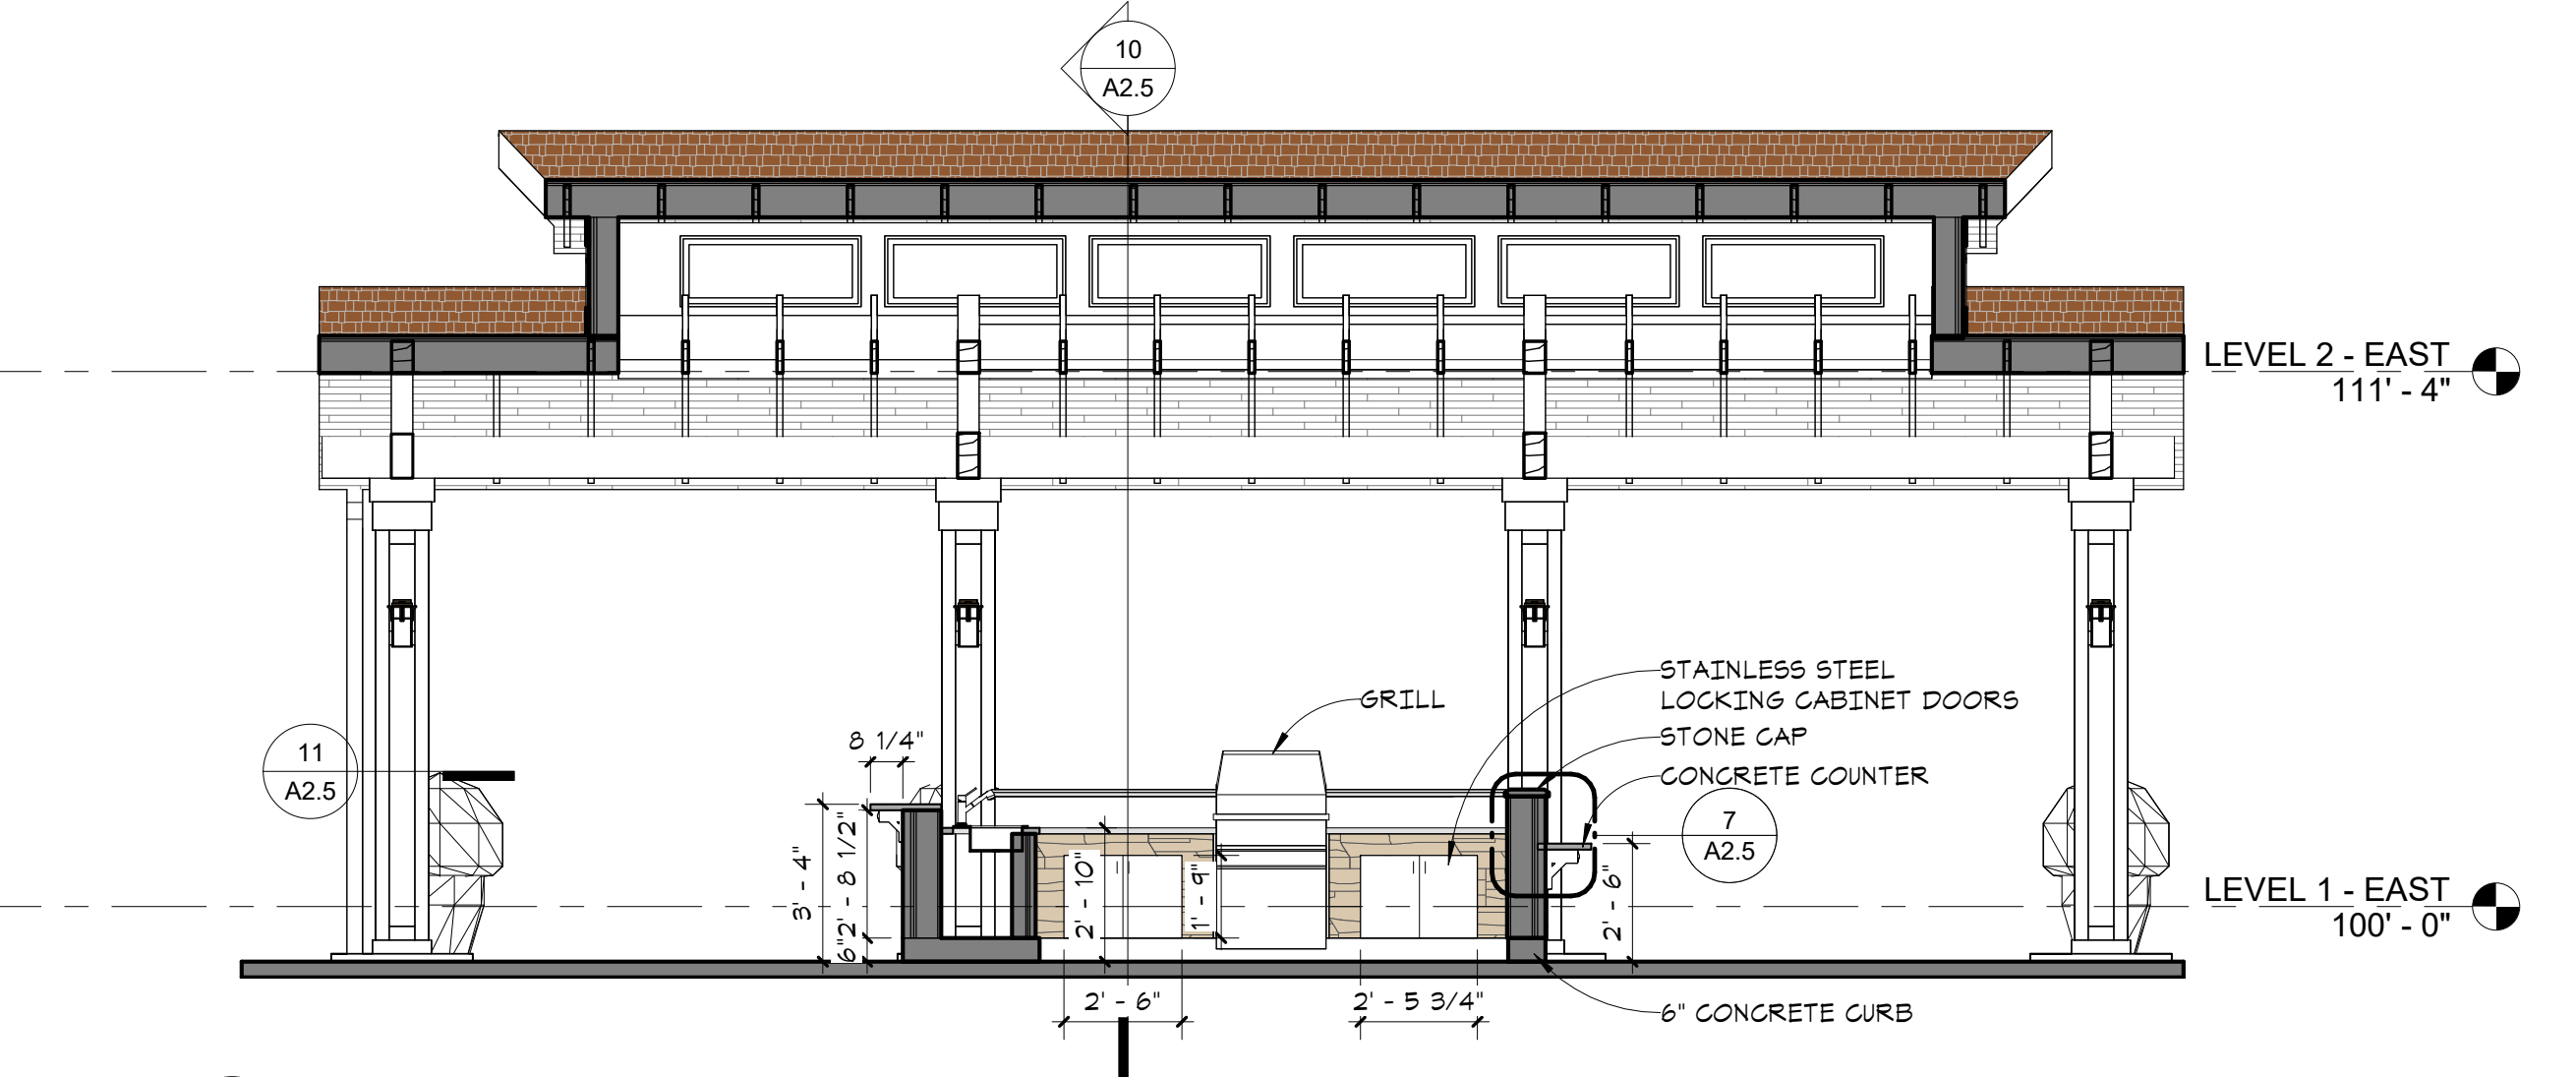 10
A2.5
LEVEL 2 - EAST
111' - 4"
STAINLESS STEEL
LOCKING CABINET DOORS
GRILL
STONE CAP
8 1/4"
11
A2.5
CONCRETE COUNTER
7
A2.5
3' - 4"
2' - 8 1/2"
6"
2' - 10"
1' - 9"
2' - 6"
LEVEL 1 - EAST
100' - 0"
2' - 6"
2' - 5 3/4"
6" CONCRETE CURB